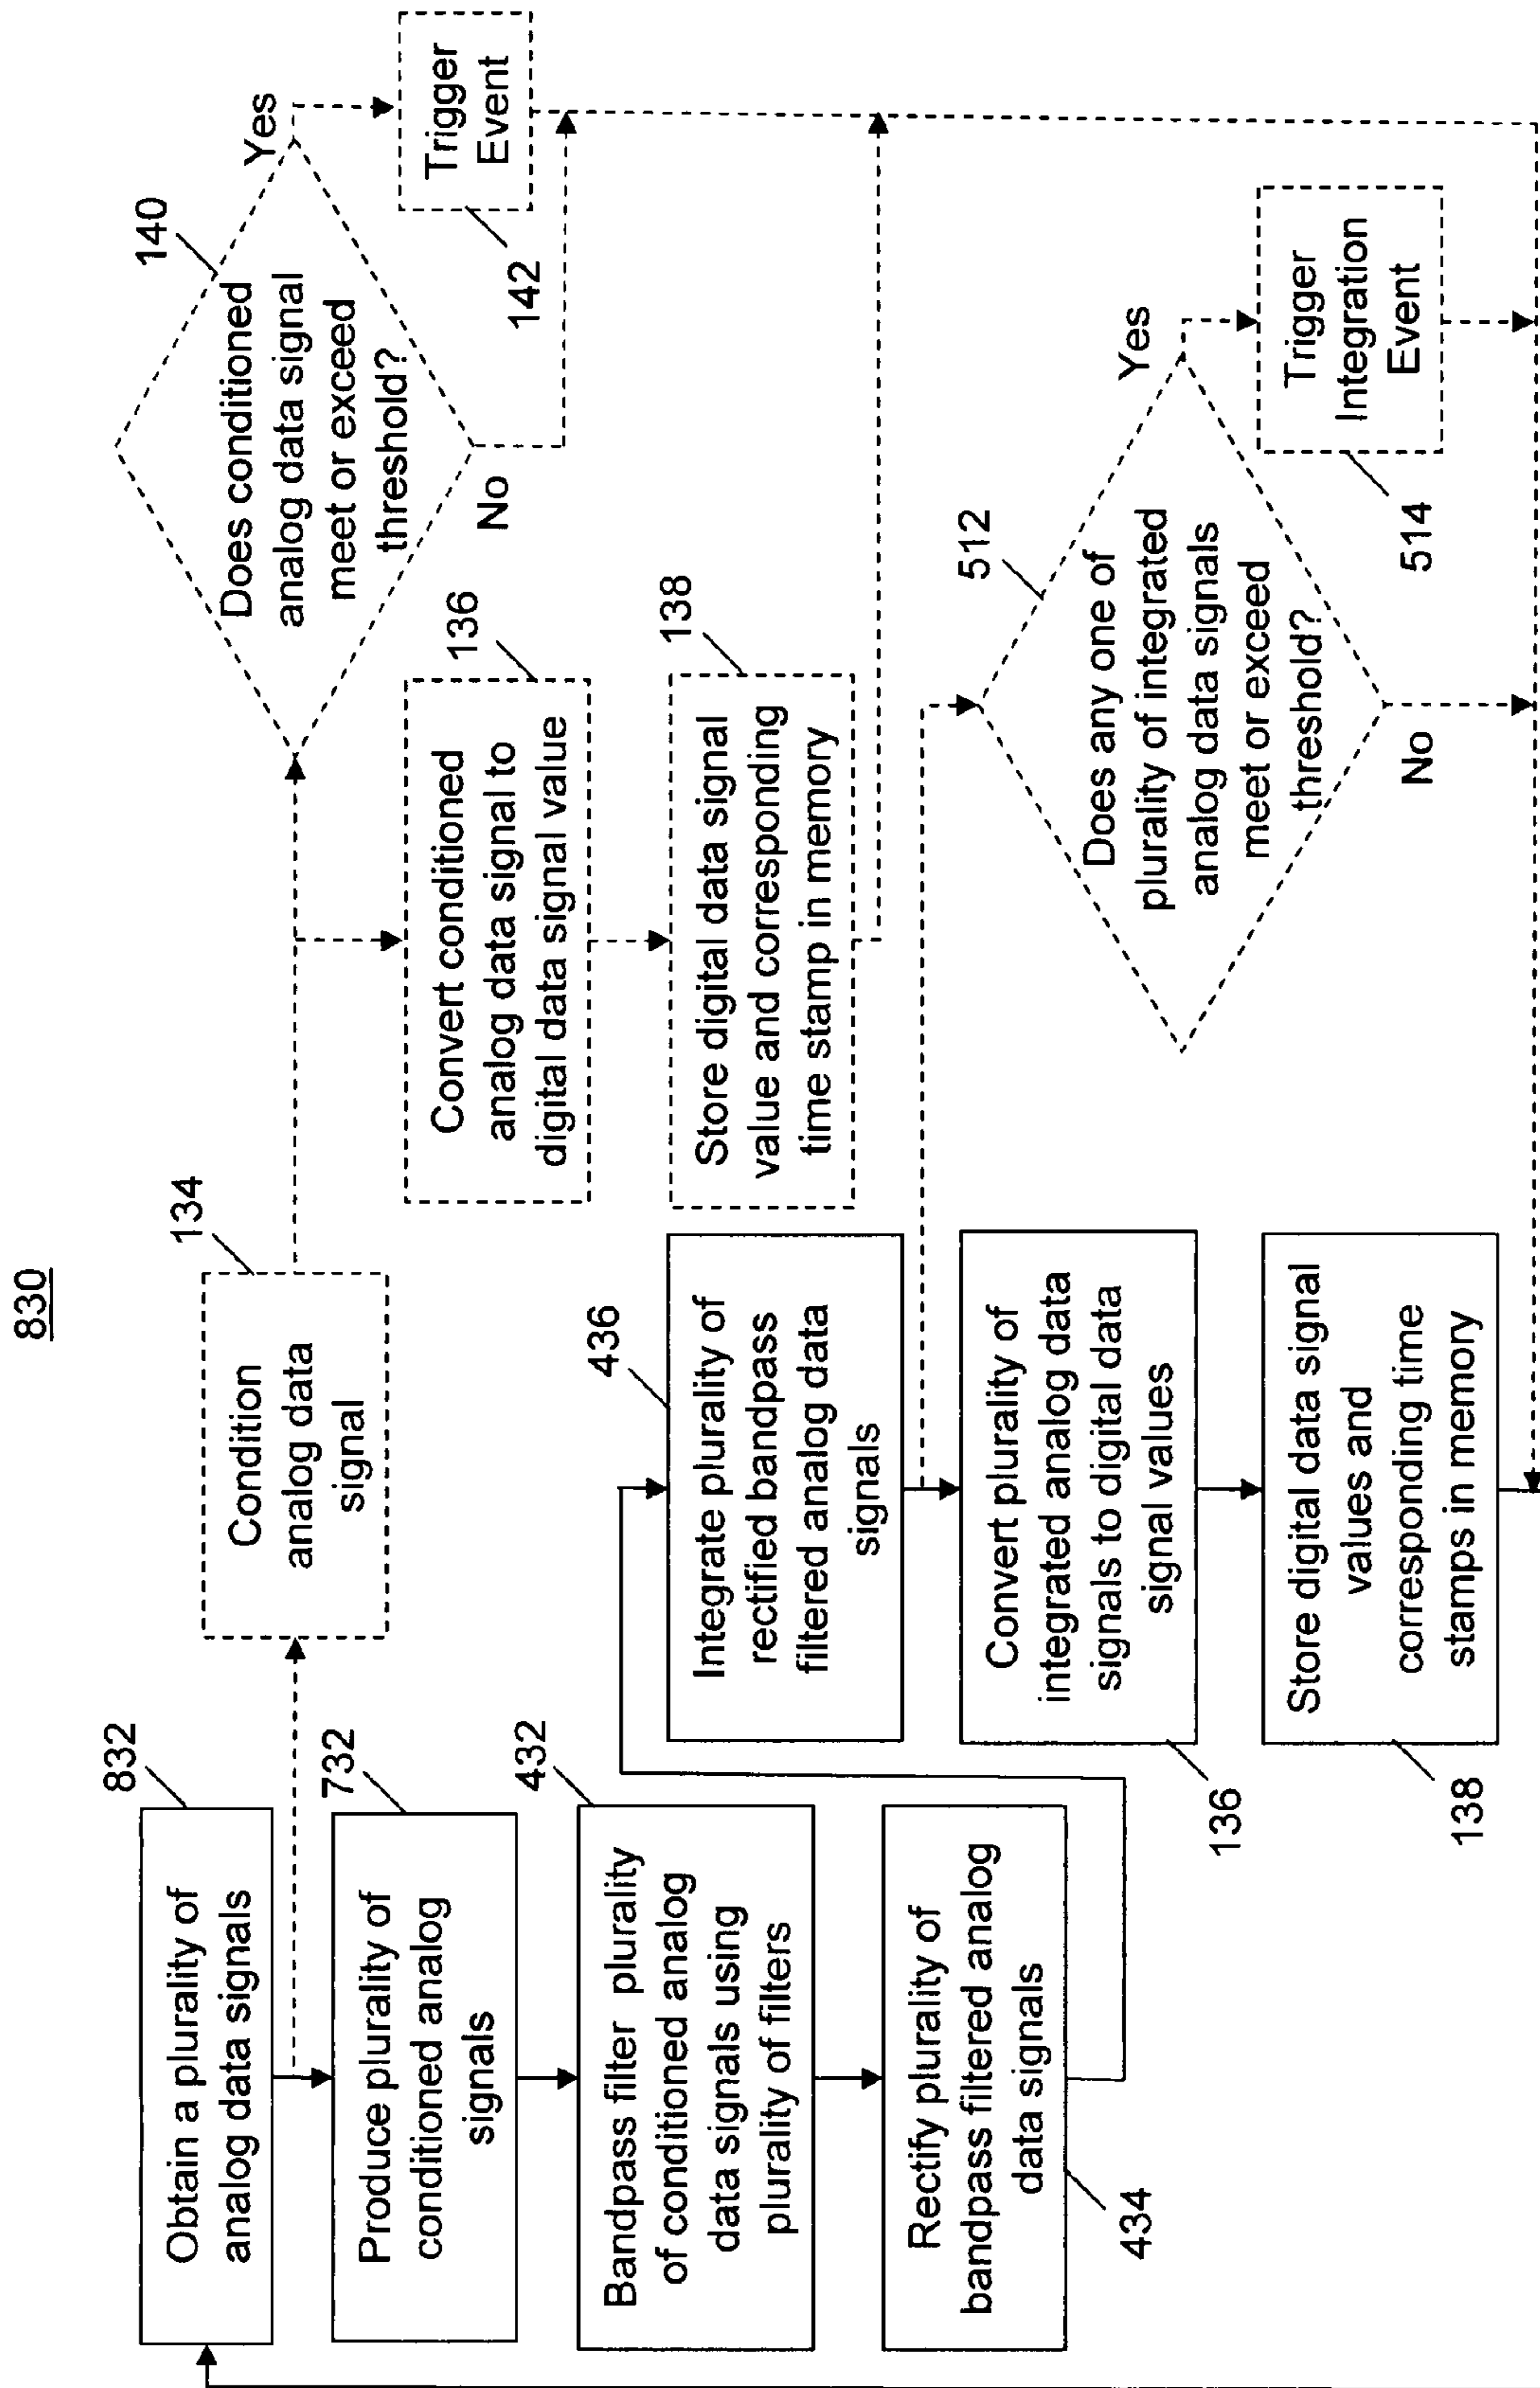 830
832
Obtain a plurality of
analog data signals
732
Produce plurality of
conditioned analog
signals
432
Bandpass filter plurality
of conditioned analog
data signals using
plurality of filters
Rectify plurality of
bandpass filtered analog
data signals
434
134
Condition
analog data
signal
436
Integrate plurality of
rectified bandpass
filtered analog data
signals
Convert plurality of
integrated analog data
signals to digital data
signal values
136
Store digital data signal
values and
corresponding time
stamps in memory
138
136
Convert conditioned
analog data signal to
digital data signal value
138
Store digital data signal
value and corresponding
time stamp in memory
140
Does conditioned
analog data signal
meet or exceed
threshold?
Yes
No
Trigger
Event
142
512
Does any one of
plurality of integrated
analog data signals
meet or exceed
threshold?
Yes
No
Trigger
Integration
Event
514